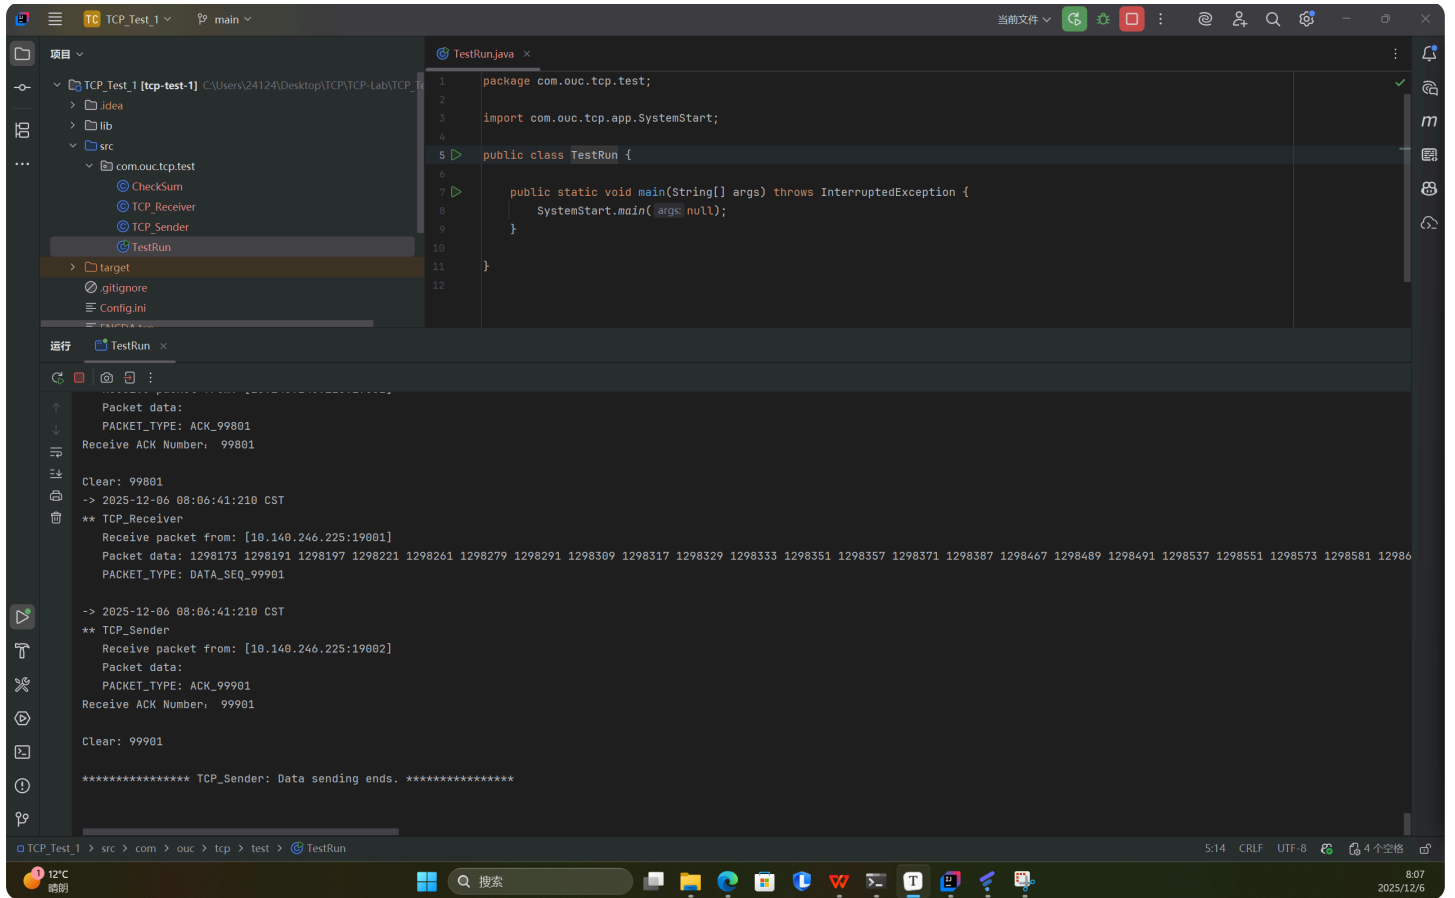 TC TCP_Test_1 main 当前文件
项目
TestRun.java
TCP_Test_1 [tcp-test-1] C:\Users\24124\Desktop\TCP\TCP-Lab\TCP_Te
.idea
lib
src
com.ouc.tcp.test
CheckSum
TCP_Receiver
TCP_Sender
TestRun
target
.gitignore
Config.ini
1 package com.ouc.tcp.test;
2
3 import com.ouc.tcp.app.SystemStart;
4
5 public class TestRun {
6
7 public static void main(String[] args) throws InterruptedException {
8 SystemStart.main( args: null);
9 }
10
11 }
12
运行 TestRun
Packet data:
PACKET_TYPE: ACK_99801
Receive ACK Number: 99801
Clear: 99801
-> 2025-12-06 08:06:41:210 CST
** TCP_Receiver
Receive packet from: [10.140.246.225:19001]
Packet data: 1298173 1298191 1298197 1298221 1298261 1298279 1298291 1298309 1298317 1298329 1298333 1298351 1298357 1298371 1298387 1298467 1298489 1298491 1298537 1298551 1298573 1298581 12986
PACKET_TYPE: DATA_SEQ_99901
-> 2025-12-06 08:06:41:210 CST
** TCP_Sender
Receive packet from: [10.140.246.225:19002]
Packet data:
PACKET_TYPE: ACK_99901
Receive ACK Number: 99901
Clear: 99901
**************** TCP_Sender: Data sending ends. ****************
TCP_Test_1 > src > com > ouc > tcp > test > TestRun
5:14 CRLF UTF-8 4 个空格
1 12°C
晴朗
搜索
8:07
2025/12/6